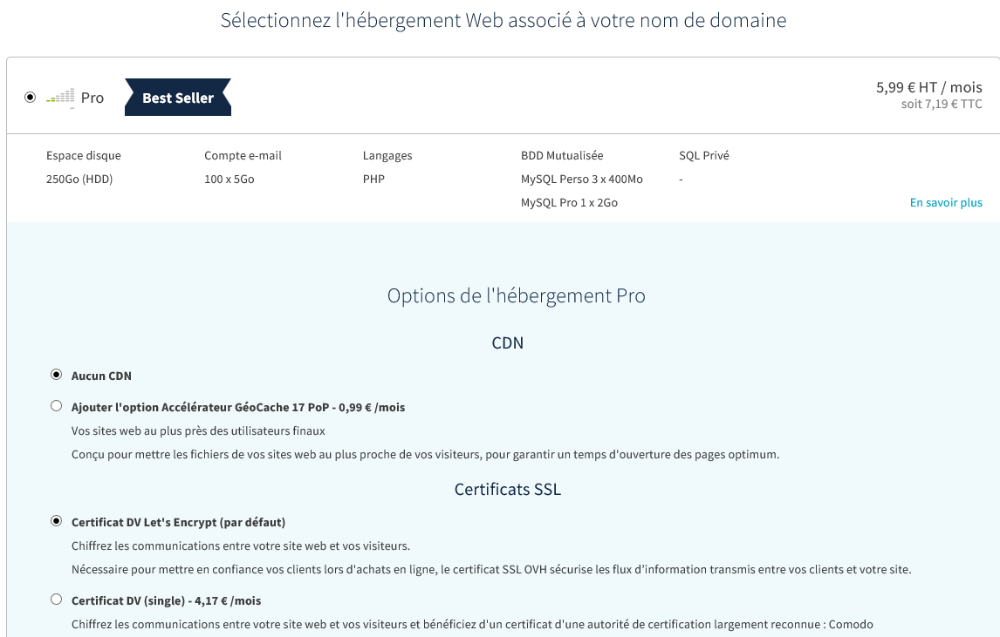 Sélectionnez l'hébergement Web associé à votre nom de domaine
Pro
Best Seller
5,99 € HT / mois
soit 7,19 € TTC
Espace disque
250Go (HDD)
Compte e-mail
100 x 5Go
Langages
PHP
BDD Mutualisée
MySQL Perso 3 x 400Mo
MySQL Pro 1 x 2Go
SQL Privé
-
En savoir plus
Options de l'hébergement Pro
CDN
Aucun CDN
Ajouter l'option Accélérateur GéoCache 17 PoP - 0,99 € /mois
Vos sites web au plus près des utilisateurs finaux
Conçu pour mettre les fichiers de vos sites web au plus proche de vos visiteurs, pour garantir un temps d'ouverture des pages optimum.
Certificats SSL
Certificat DV Let's Encrypt (par défaut)
Chiffrez les communications entre votre site web et vos visiteurs.
Nécessaire pour mettre en confiance vos clients lors d'achats en ligne, le certificat SSL OVH sécurise les flux d’information transmis entre vos clients et votre site.
Certificat DV (single) - 4,17 € /mois
Chiffrez les communications entre votre site web et vos visiteurs et bénéficiez d'un certificat d'une autorité de certification largement reconnue : Comodo